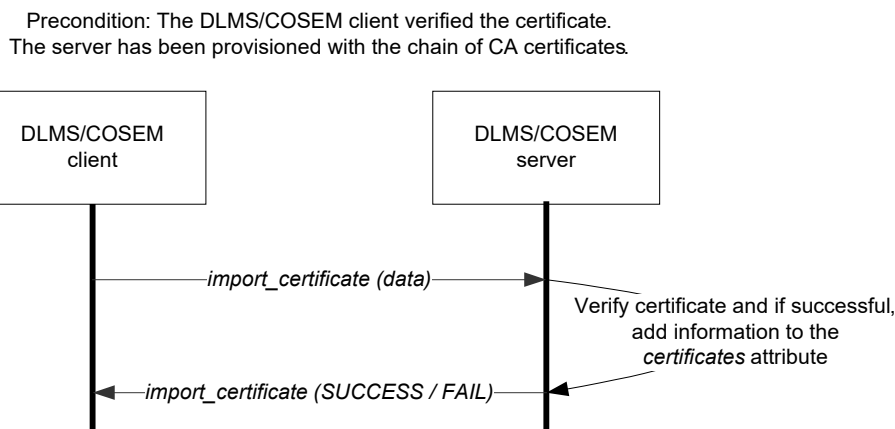 Precondition: The DLMS/COSEM client verified the certificate.
The server has been provisioned with the chain of CA certificates.
DLMS/COSEM
client
DLMS/COSEM
server
import_certificate (data)
Verify certificate and if successful,
add information to the
certificates attribute
import_certificate (SUCCESS / FAIL)